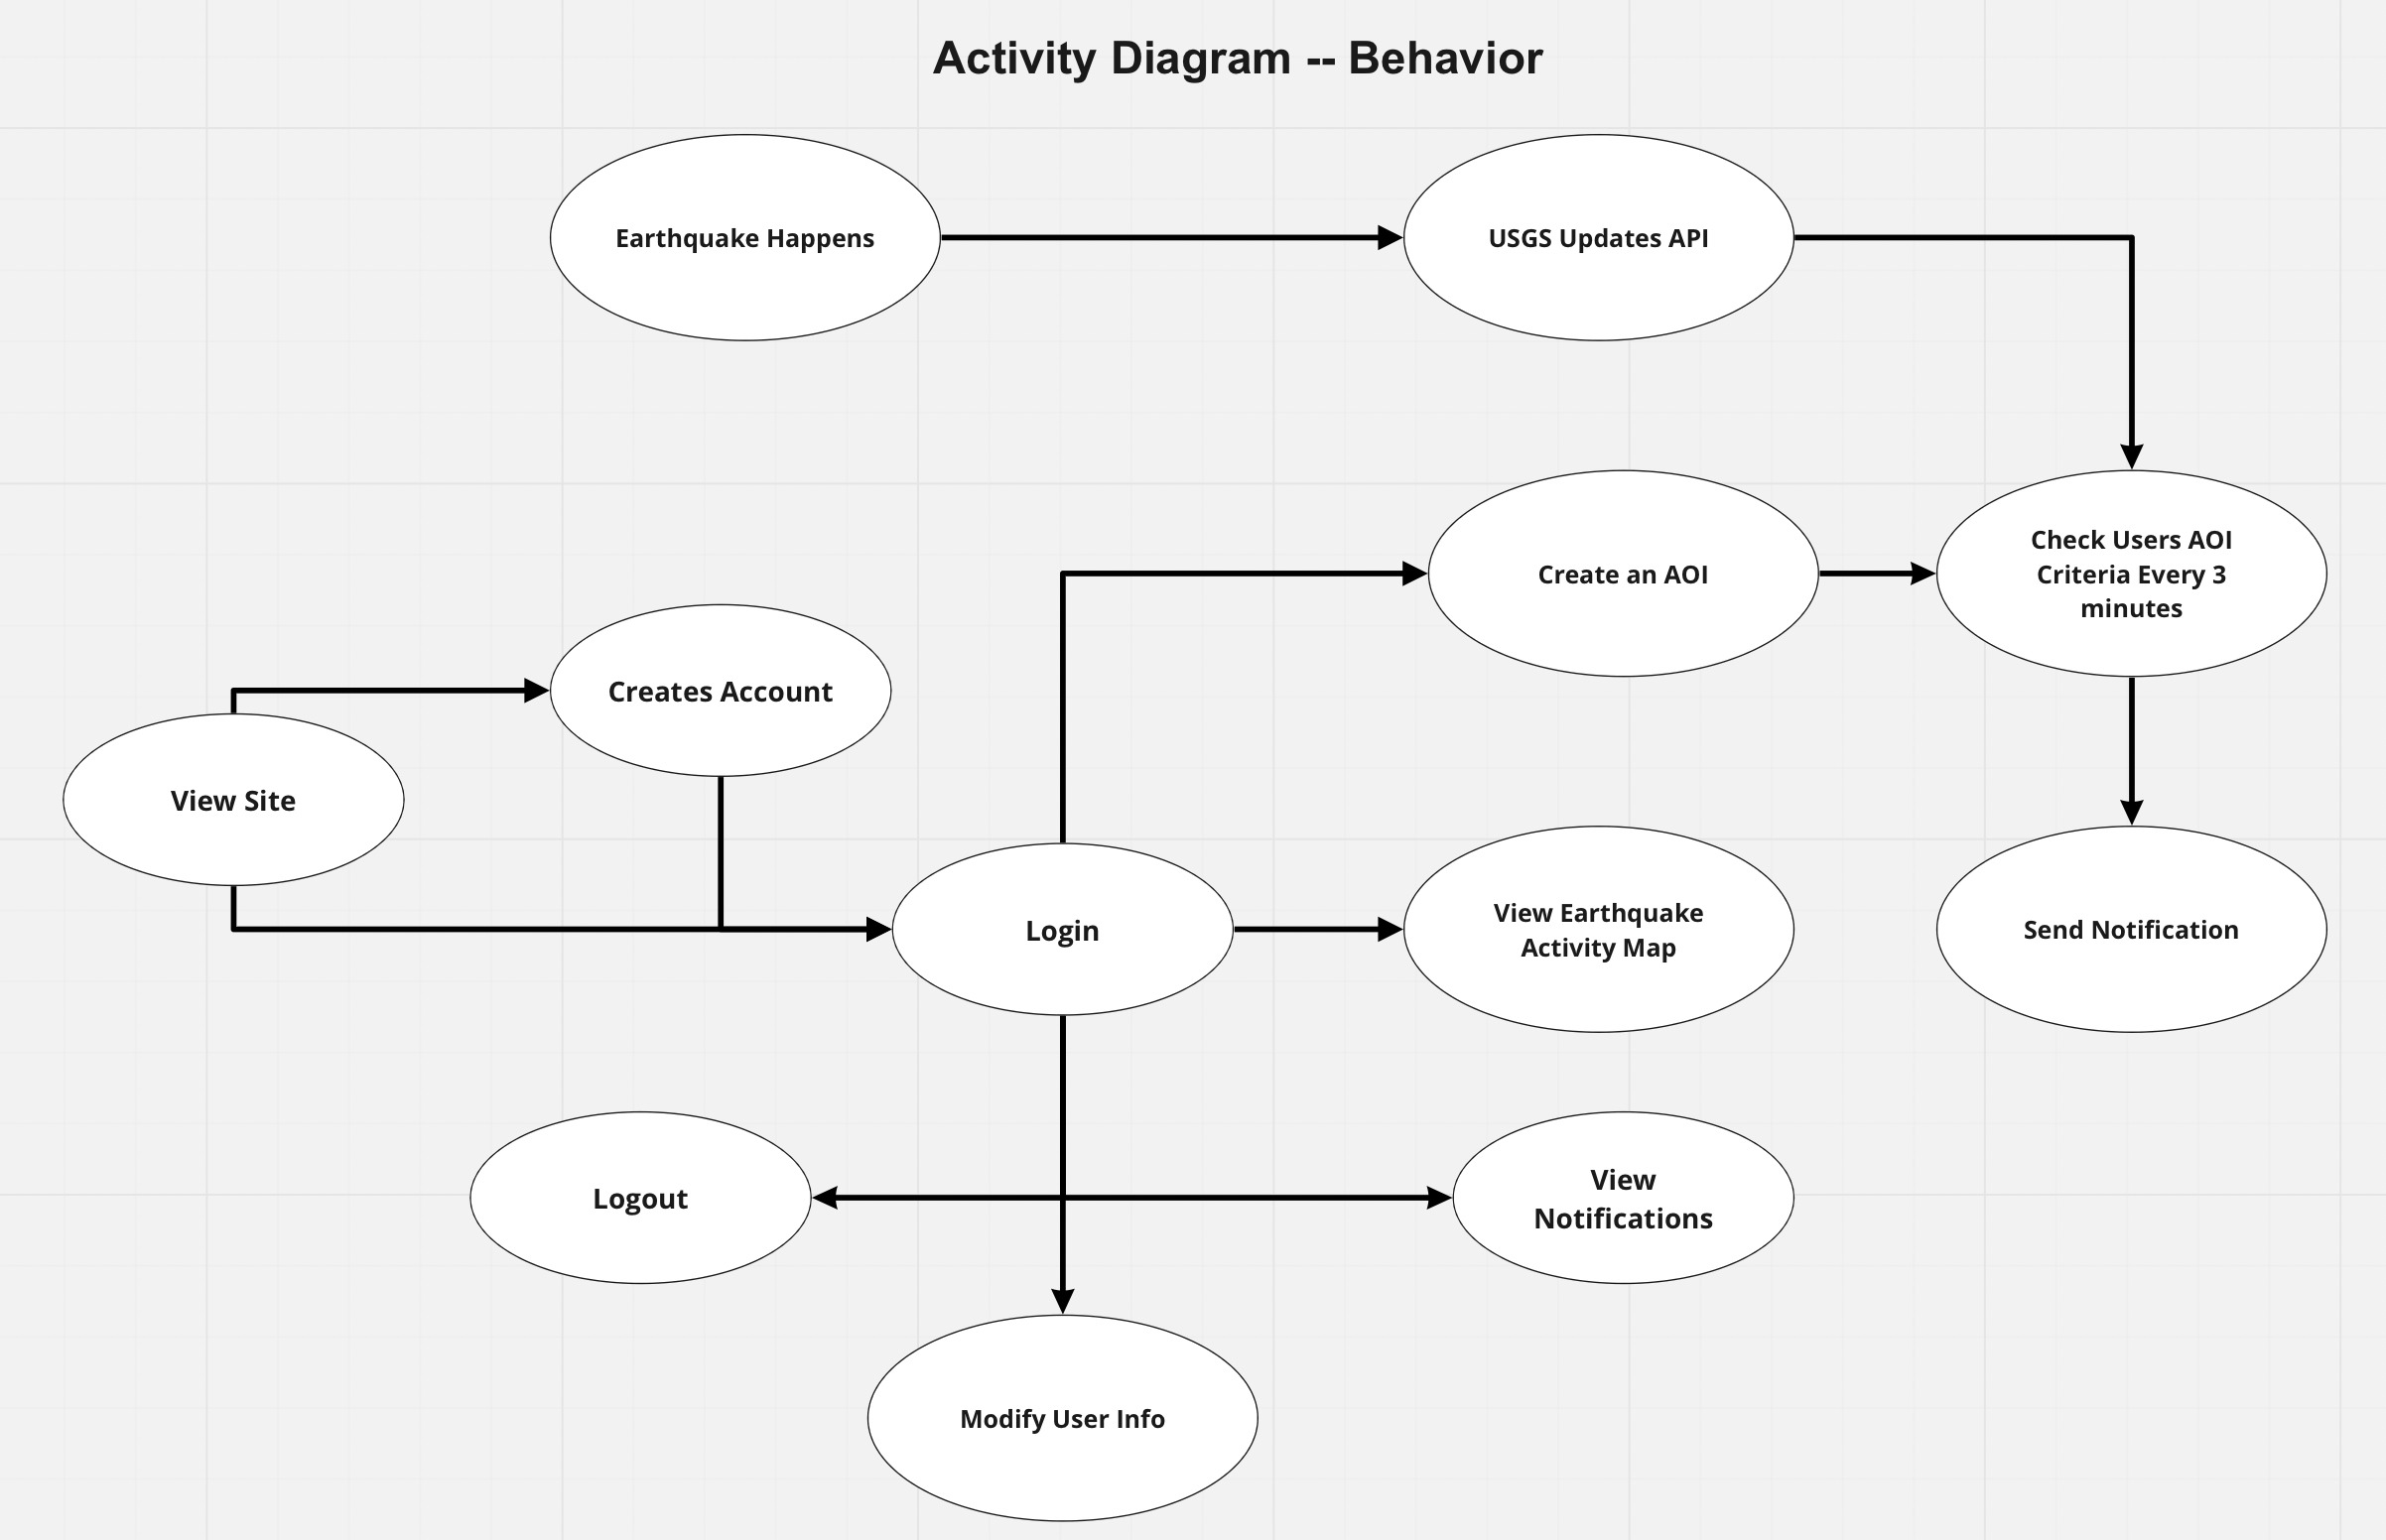 Activity Diagram -- Behavior
Earthquake Happens
USGS Updates API
Create an AOI
Check Users AOI
Criteria Every 3
minutes
Creates Account
View Site
Login
View Earthquake
Activity Map
Send Notification
Logout
View
Notifications
Modify User Info